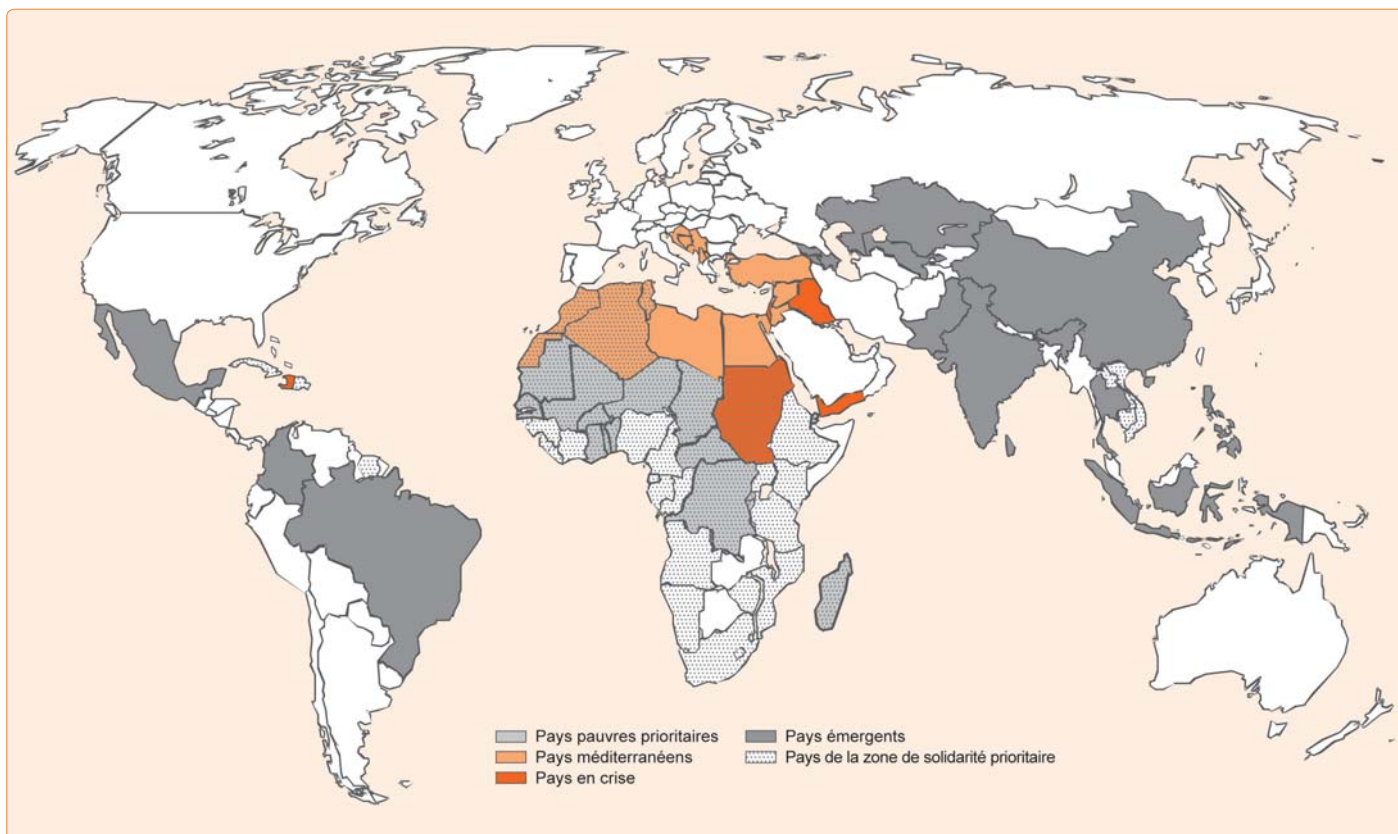 Pays pauvres prioritaires
Pays méditerranéens
Pays en crise
Pays émergents
Pays de la zone de solidarité prioritaire